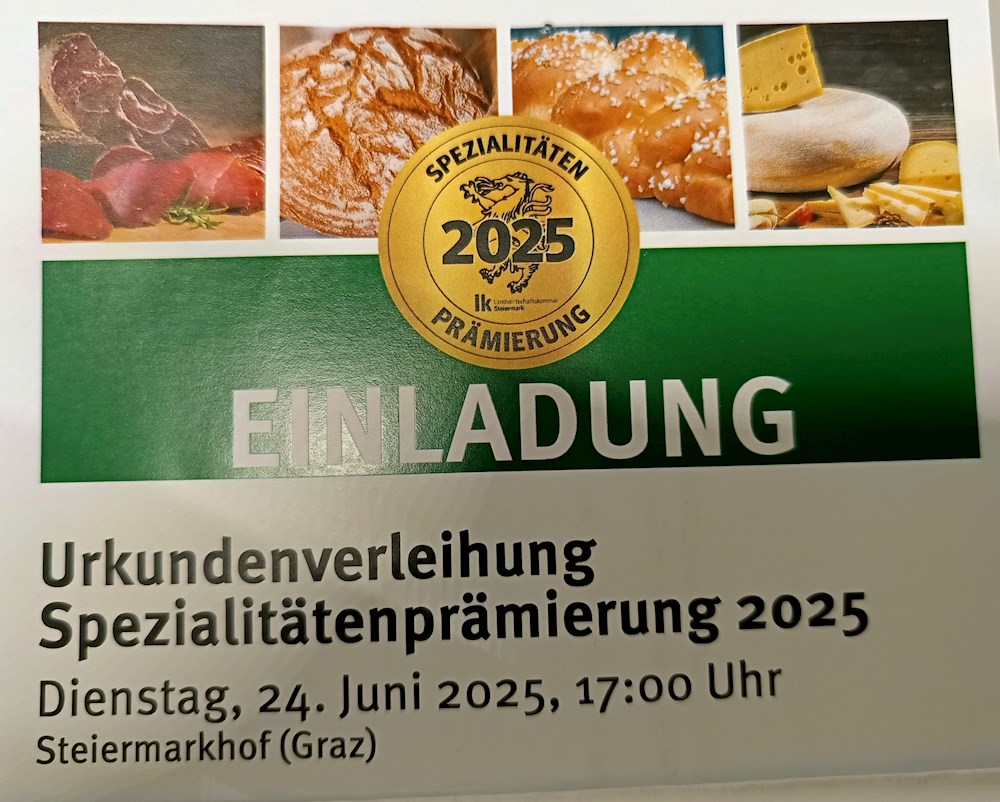 SPEZIALITÄTEN
2025
lk Landwirtschaftskammer
Steiermark
PRÄMIERUNG
EINLADUNG
Urkundenverleihung
Spezialitätenprämierung 2025
Dienstag, 24. Juni 2025, 17:00 Uhr
Steiermarkhof (Graz)